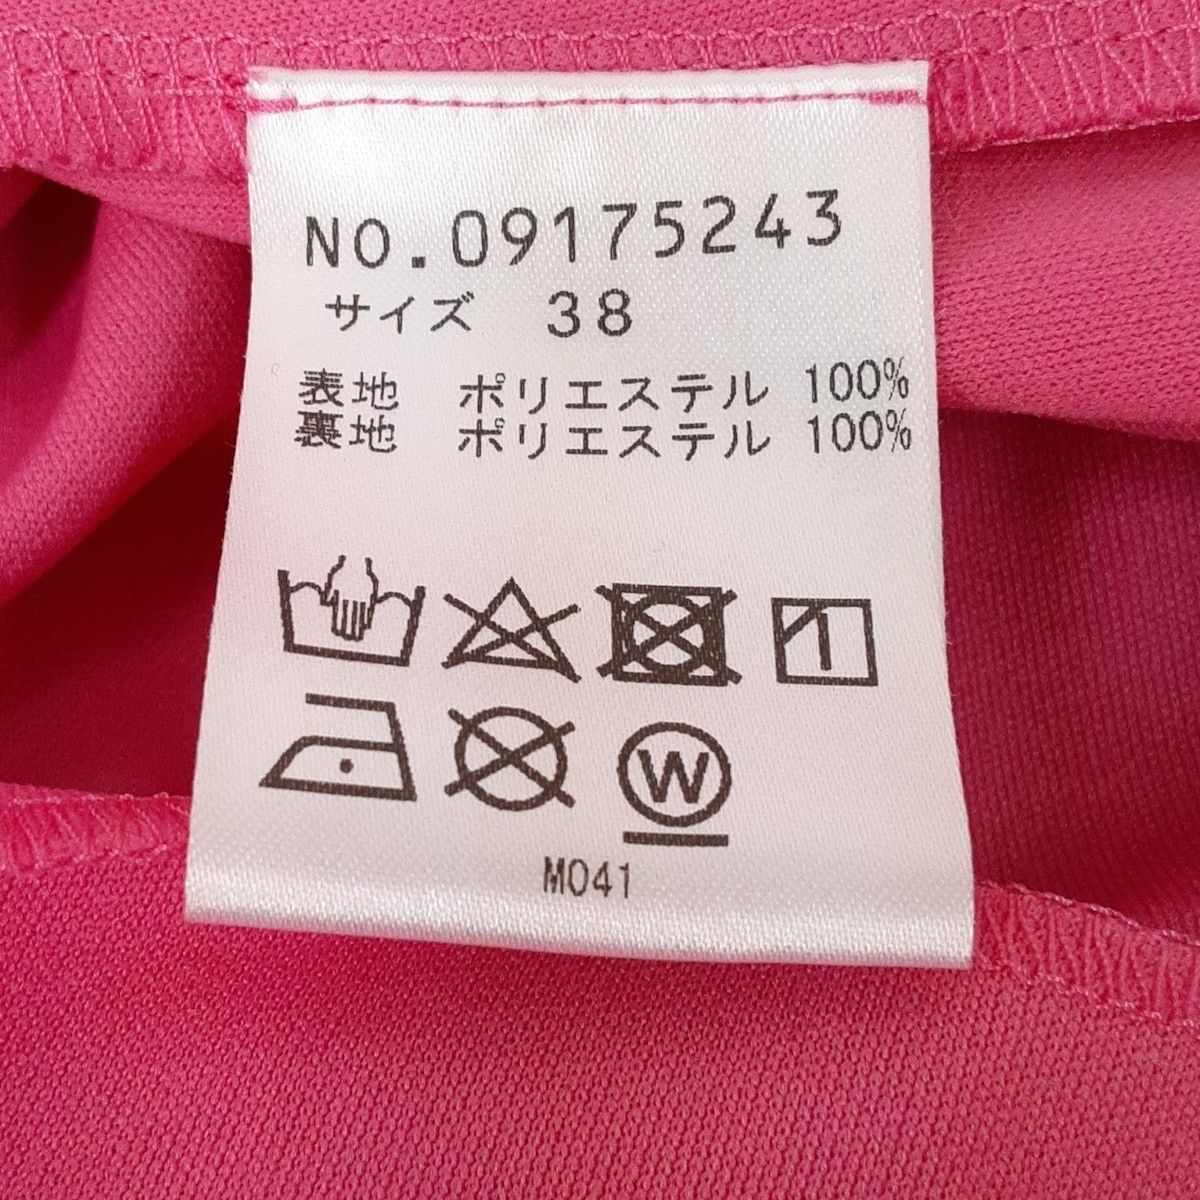 NO.09175243
サイズ 38
表地 ポリエステル 100%
裏地 ポリエステル 100%
W
M041